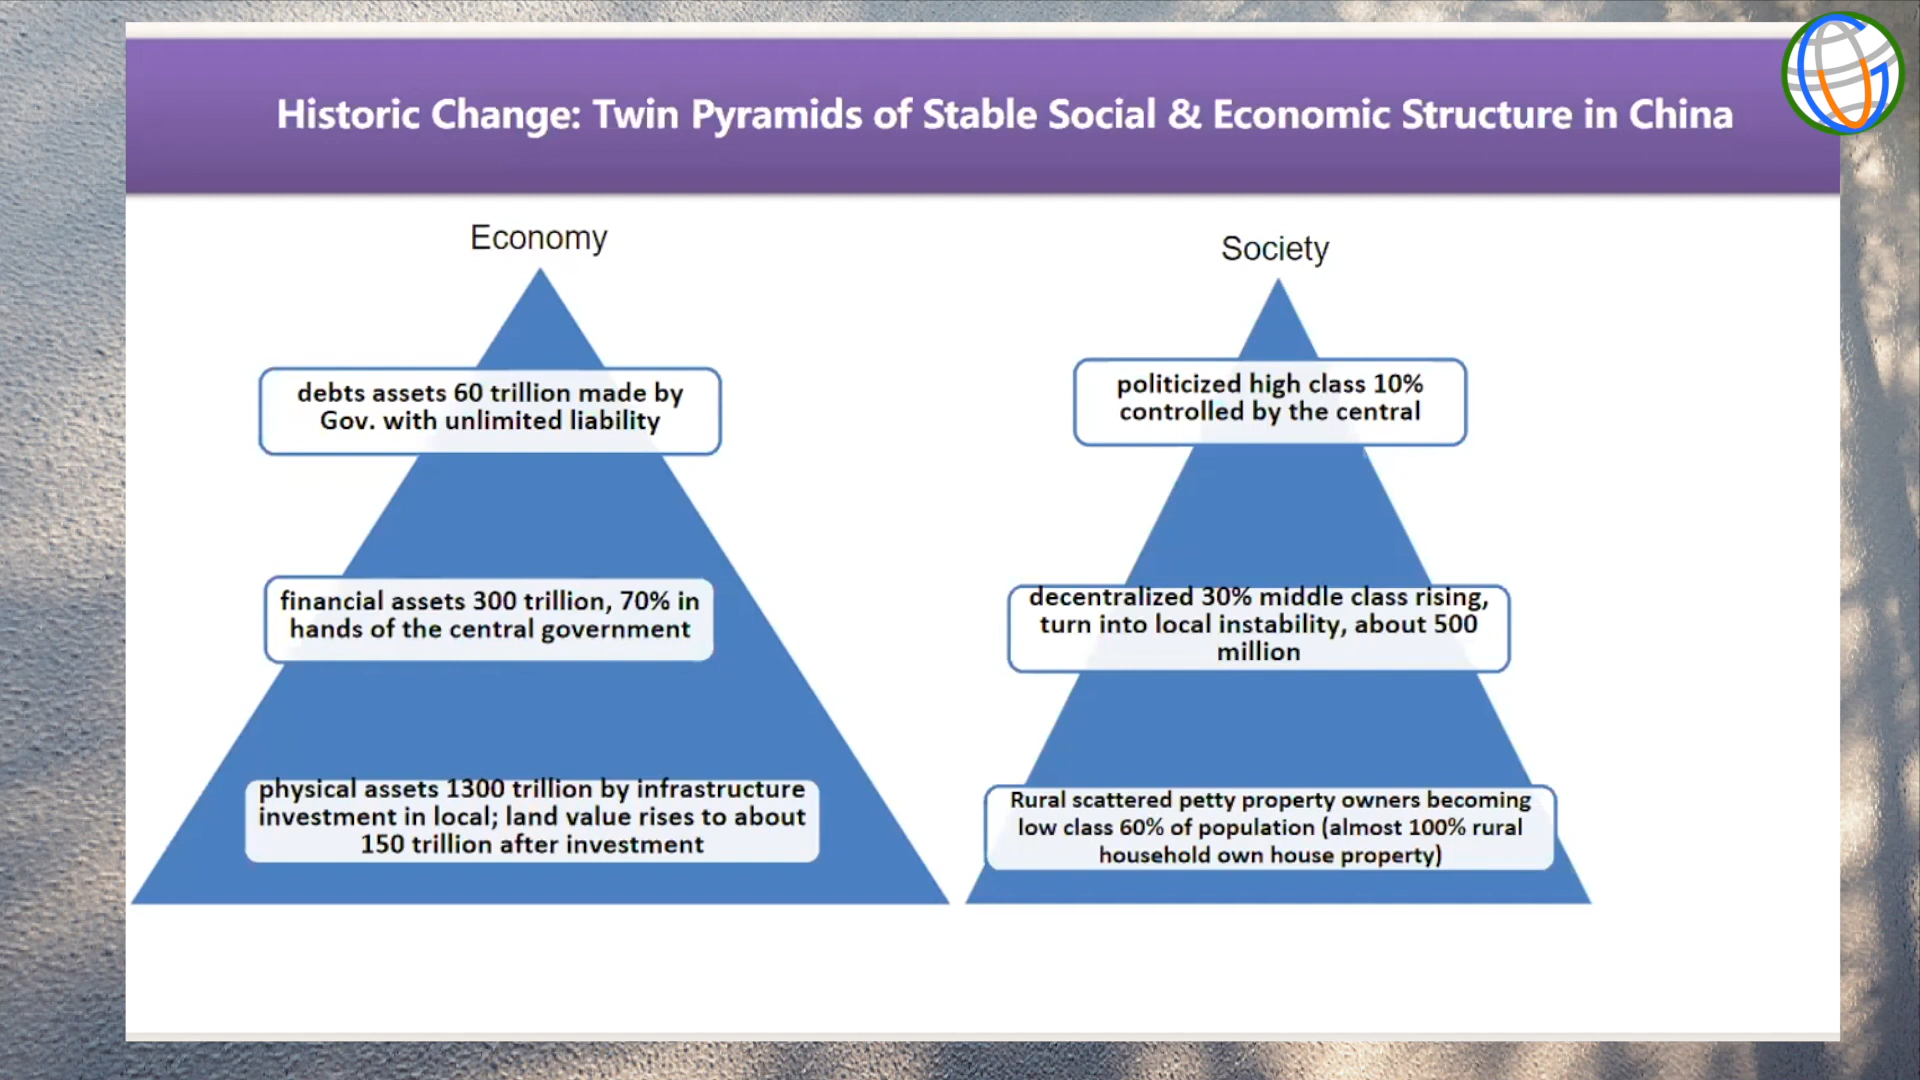 Historic Change: Twin Pyramids of Stable Social & Economic Structure in China
Economy
debts assets 60 trillion made by
Gov. with unlimited liability
financial assets 300 trillion, 70% in
hands of the central government
physical assets 1300 trillion by infrastructure
investment in local; land value rises to about
150 trillion after investment
Society
politicized high class 10%
controlled by the central
decentralized 30% middle class rising,
turn into local instability, about 500
million
Rural scattered petty property owners becoming
low class 60% of population (almost 100% rural
household own house property)